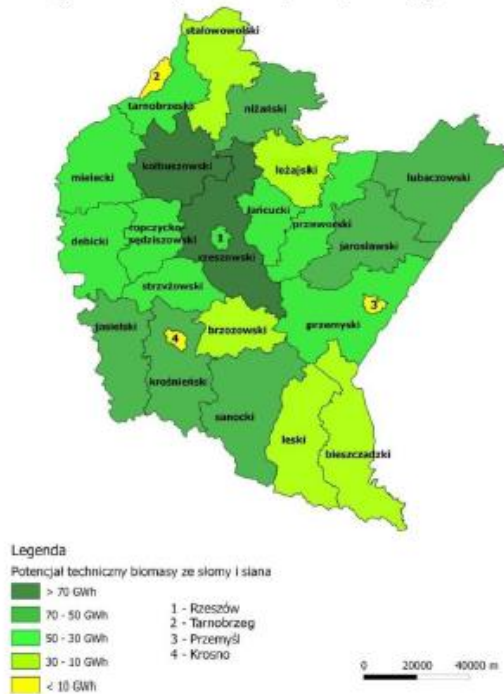 stalowowolski
2
tarnobrzeski
niżański
kolbuszowski
leżajski
mielecki
lubaczowski
łańcucki
przeworski
ropczycko-
sędziszowski
dębicki
1
rzeszowski
jarosławski
strzyżowski
3
przemyski
jasielski
4
brzozowski
krośnieński
sanocki
leski
bieszczadzki
Legenda
Potencjał techniczny biomasy ze słomy i siana
> 70 GWh
70 - 50 GWh
50 - 30 GWh
30 - 10 GWh
< 10 GWh
1 - Rzeszów
2 - Tarnobrzeg
3 - Przemyśl
4 - Krosno
0 20000 40000 m